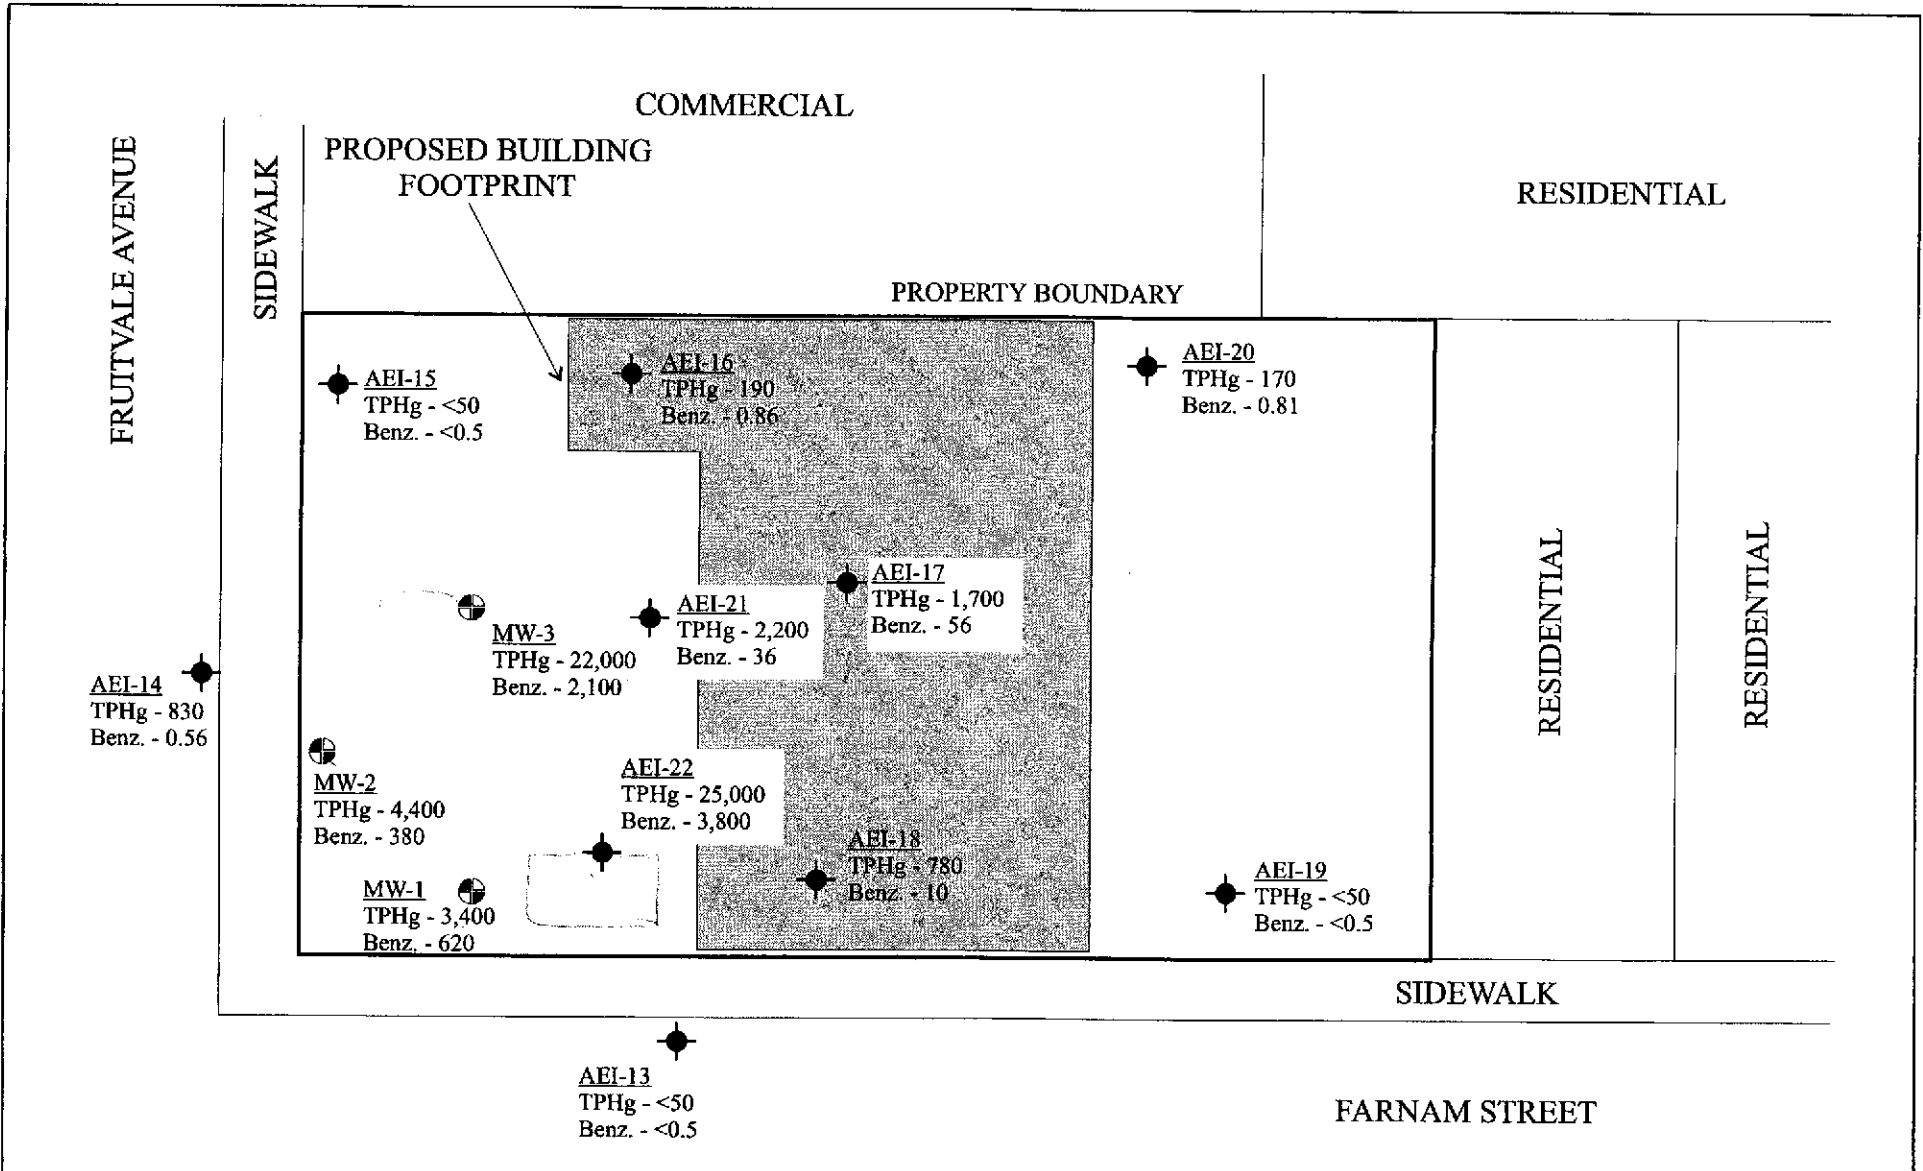 COMMERCIAL
PROPOSED BUILDING
FOOTPRINT
RESIDENTIAL
FRUITVALE AVENUE
SIDEWALK
PROPERTY BOUNDARY
AEI-15
TPHg - <50
Benz. - <0.5
AEI-16
TPHg - 190
Benz. - 0.86
AEI-20
TPHg - 170
Benz. - 0.81
AEI-17
TPHg - 1,700
Benz. - 56
AEI-21
TPHg - 2,200
Benz. - 36
MW-3
TPHg - 22,000
Benz. - 2,100
RESIDENTIAL
RESIDENTIAL
AEI-14
TPHg - 830
Benz. - 0.56
MW-2
TPHg - 4,400
Benz. - 380
AEI-22
TPHg - 25,000
Benz. - 3,800
AEI-18
TPHg - 780
Benz. - 10
MW-1
TPHg - 3,400
Benz. - 620
AEI-19
TPHg - <50
Benz. - <0.5
SIDEWALK
AEI-13
TPHg - <50
Benz. - <0.5
FARNAM STREET